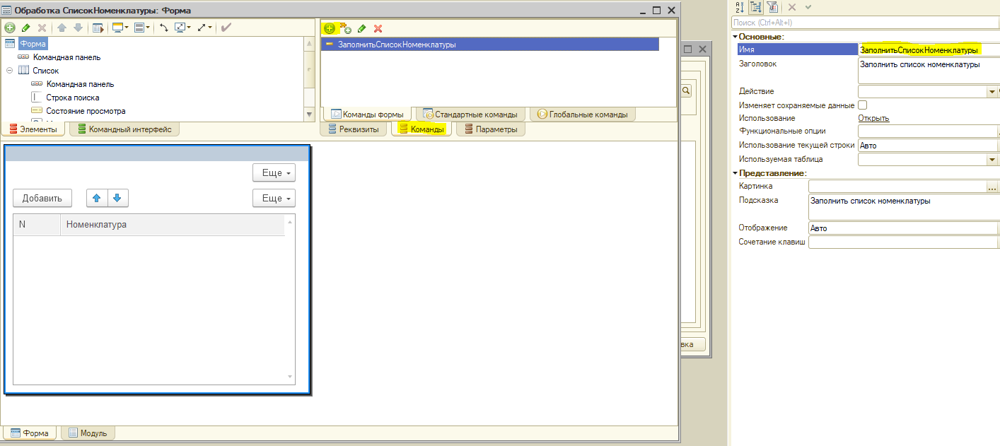 Обработка СписокНоменклатуры: Форма
Форма
Командная панель
Список
Командная панель
Строка поиска
Состояние просмотра
Элементы
Командный интерфейс
ЗаполнитьСписокНоменклатуры
Команды формы
Стандартные команды
Глобальные команды
Реквизиты
Команды
Параметры
Еще
Добавить
Еще
N
Номенклатура
Форма
Модуль
вка
Поиск (Ctrl+Alt+I)
Основные:
Имя
ЗаполнитьСписокНоменклатуры
Заголовок
Заполнить список номенклатуры
Действие
Изменяет сохраняемые данные
Использование
Открыть
Функциональные опции
Использование текущей строки
Авто
Используемая таблица
Представление:
Картинка
...
Подсказка
Заполнить список номенклатуры
Отображение
Авто
Сочетание клавиш